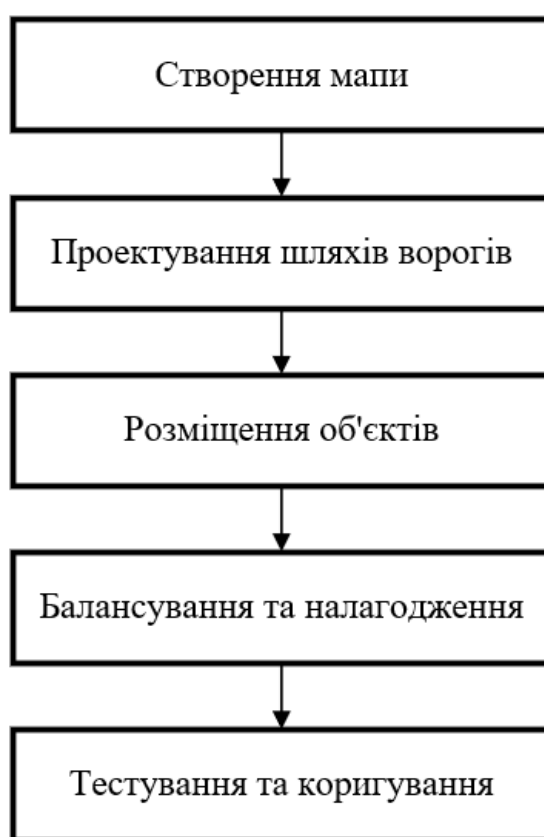 Створення мапи
Проектування шляхів ворогів
Розміщення об'єктів
Балансування та налагодження
Тестування та коригування